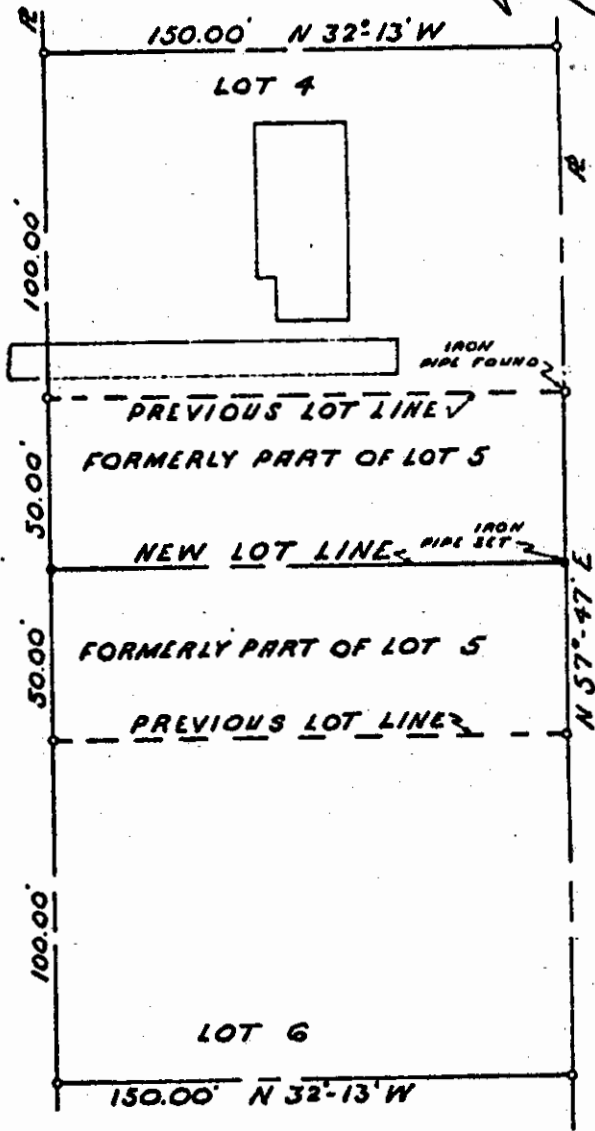 150.00' N 32°-13' W
LOT 4
100.00'
IRON
PIPE FOUND
PREVIOUS LOT LINE
FORMERLY PART OF LOT 5
50.00'
NEW LOT LINE
IRON
PIPE SET
N 57°-47' E
FORMERLY PART OF LOT 5
50.00'
PREVIOUS LOT LINE
100.00'
LOT 6
150.00' N 32°-13' W